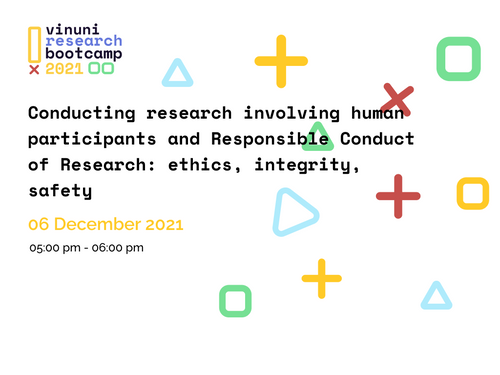 vinuni
research
bootcamp
2021
Conducting research involving human
participants and Responsible Conduct
of Research: ethics, integrity,
safety
06 December 2021
05:00 pm - 06:00 pm